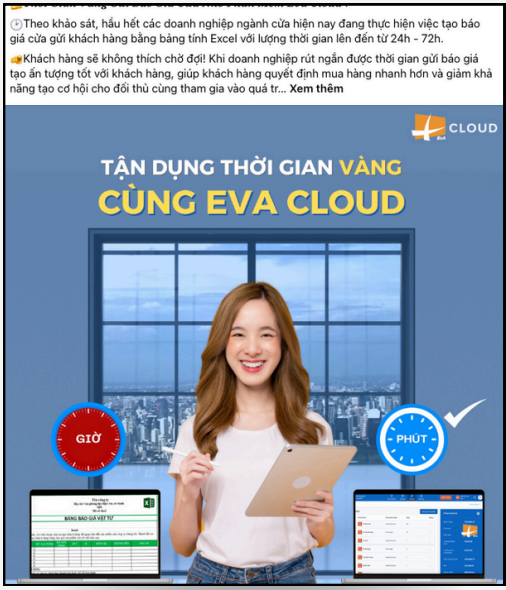 🕑Theo khảo sát, hầu hết các doanh nghiệp ngành cửa hiện nay đang thực hiện việc tạo báo
giá cửa gửi khách hàng bằng bảng tính Excel với lượng thời gian lên đến từ 24h - 72h.
Khách hàng sẽ không thích chờ đợi! Khi doanh nghiệp rút ngắn được thời gian gửi báo giá
tạo ấn tượng tốt với khách hàng, giúp khách hàng quyết định mua hàng nhanh hơn và giảm khả
năng tạo cơ hội cho đối thủ cùng tham gia vào quá tr... Xem thêm
CLOUD
TẬN DỤNG THỜI GIAN VÀNG
CÙNG EVA CLOUD
GIỜ
PHÚT
BẢNG BÁO GIÁ VẬT TƯ